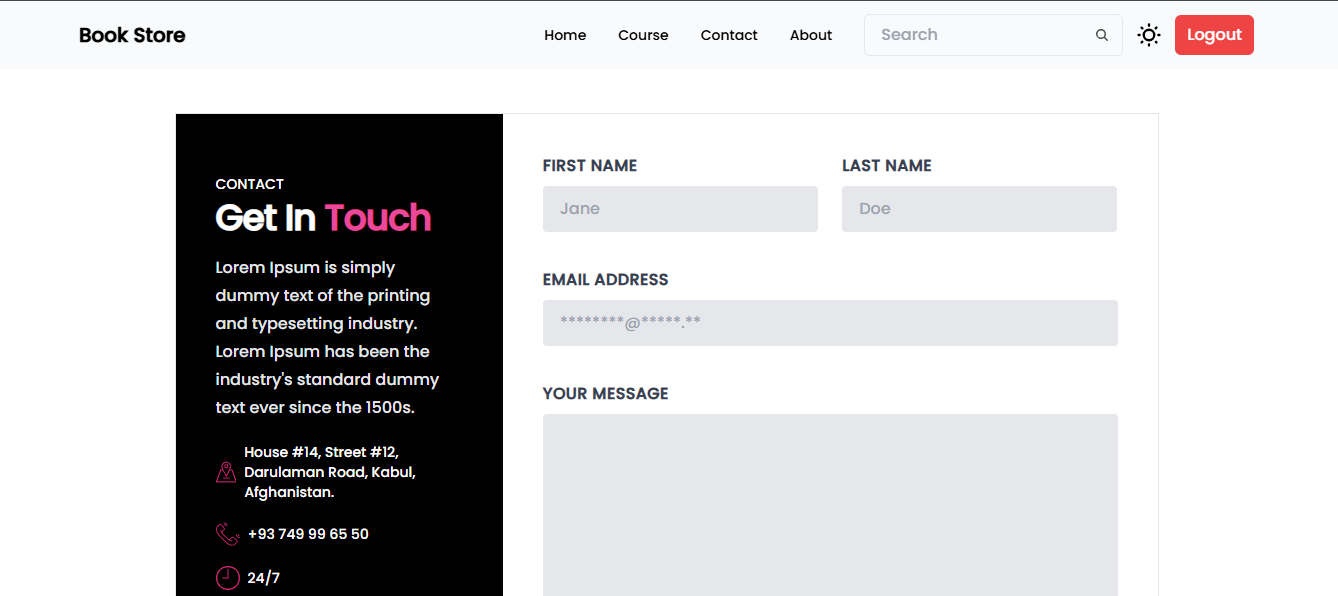 Book Store
Home
Course
Contact
About
Search
Logout
CONTACT
Get In Touch
Lorem Ipsum is simply
dummy text of the printing
and typesetting industry.
Lorem Ipsum has been the
industry's standard dummy
text ever since the 1500s.
House #14, Street #12,
Darulaman Road, Kabul,
Afghanistan.
+93 749 99 65 50
24/7
FIRST NAME
Jane
LAST NAME
Doe
EMAIL ADDRESS
********@*****.**
YOUR MESSAGE